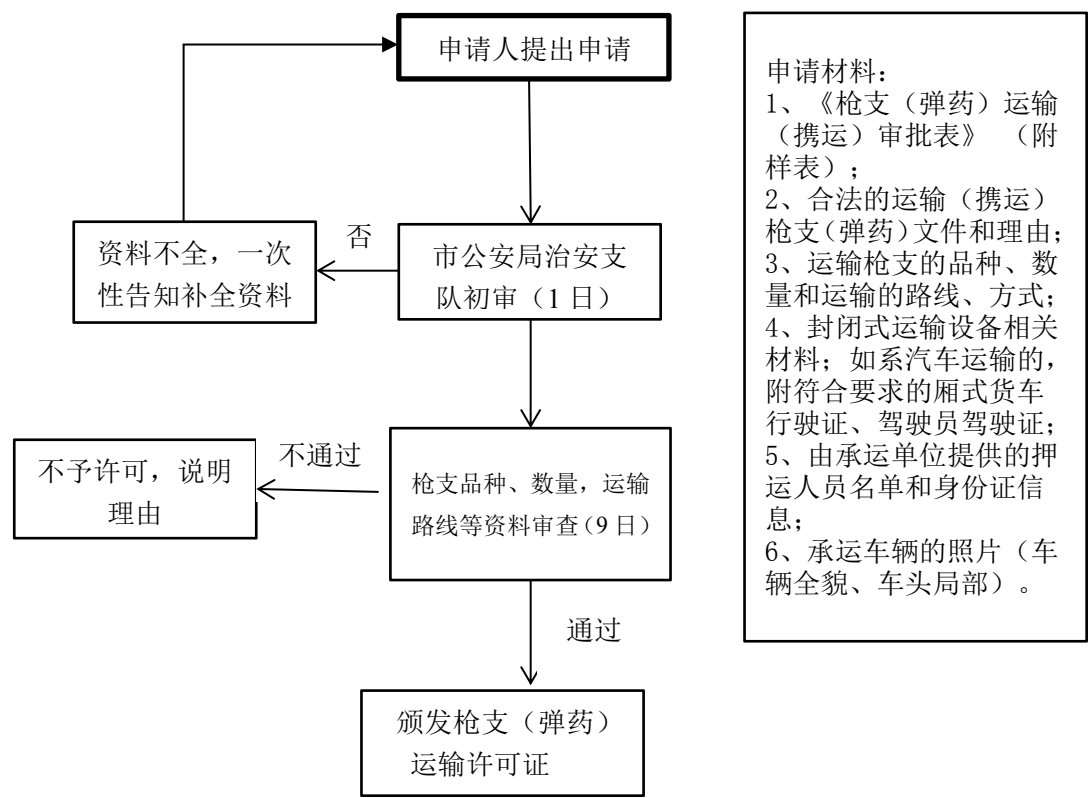 申请人提出申请
资料不全，一次
性告知补全资料
否
市公安局治安支
队初审（1日）
不予许可，说明
理由
不通过
枪支品种、数量，运输
路线等资料审查（9日）
通过
颁发枪支（弹药）
运输许可证
申请材料：
1、《枪支（弹药）运输
（携运）审批表》 （附
样表）；
2、合法的运输（携运）
枪支（弹药）文件和理由；
3、运输枪支的品种、数
量和运输的路线、方式；
4、封闭式运输设备相关
材料；如系汽车运输的，
附符合要求的厢式货车
行驶证、驾驶员驾驶证；
5、由承运单位提供的押
运人员名单和身份证信
息；
6、承运车辆的照片（车
辆全貌、车头局部）。